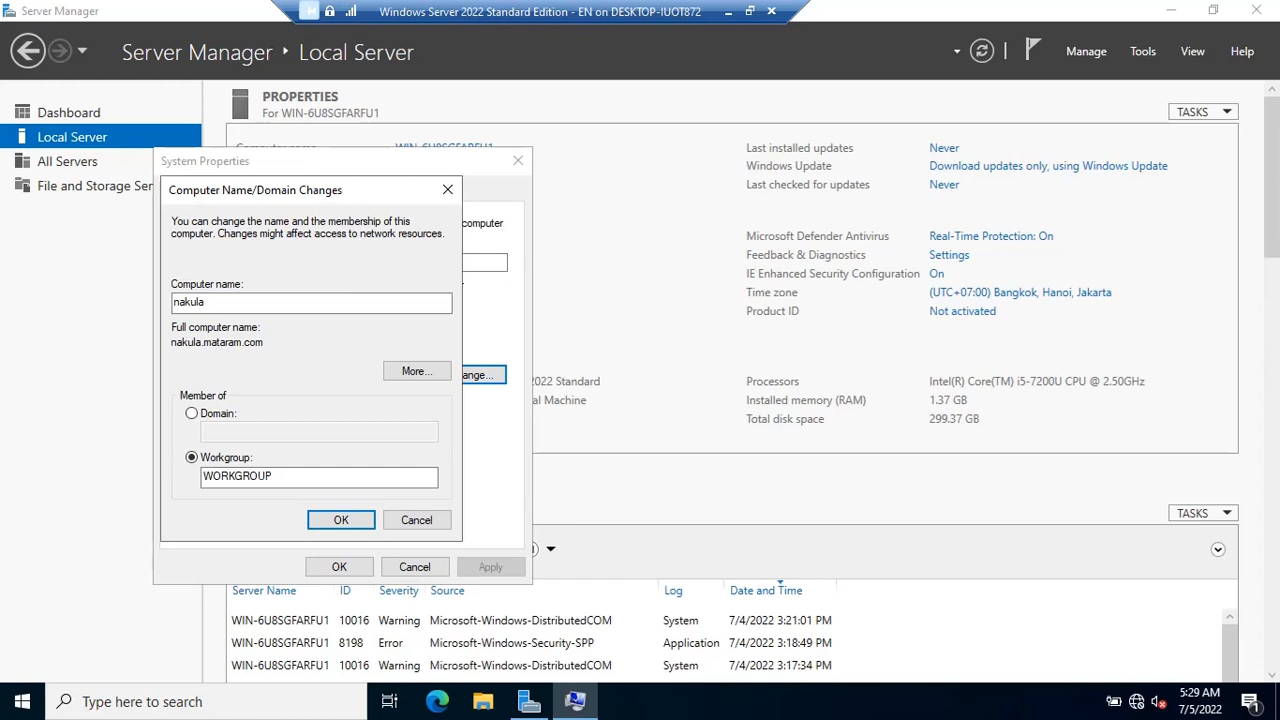 Server Manager
Windows Server 2022 Standard Edition - EN on DESKTOP-IUOT872
Server Manager
Local Server
Manage
Tools
View
Help
Dashboard
Local Server
All Servers
File and Storage Ser
PROPERTIES
For WIN-6U8SGFARFU1
TASKS
Last installed updates Never
Windows Update Download updates only, using Windows Update
Last checked for updates Never
Microsoft Defender Antivirus Real-Time Protection: On
Feedback & Diagnostics Settings
IE Enhanced Security Configuration On
Time zone (UTC+07:00) Bangkok, Hanoi, Jakarta
Product ID Not activated
Processors Intel(R) Core(TM) i5-7200U CPU @ 2.50GHz
Installed memory (RAM) 1.37 GB
Total disk space 299.37 GB
2022 Standard
al Machine
System Properties
computer
ange...
Computer Name/Domain Changes
You can change the name and the membership of this
computer. Changes might affect access to network resources.
Computer name:
nakula
Full computer name:
nakula.mataram.com
More...
Member of
Domain:
Workgroup:
WORKGROUP
OK
Cancel
OK
Cancel
Apply
TASKS
Server Name ID Severity Source Log Date and Time
WIN-6U8SGFARFU1 10016 Warning Microsoft-Windows-DistributedCOM System 7/4/2022 3:21:01 PM
WIN-6U8SGFARFU1 8198 Error Microsoft-Windows-Security-SPP Application 7/4/2022 3:18:49 PM
WIN-6U8SGFARFU1 10016 Warning Microsoft-Windows-DistributedCOM System 7/4/2022 3:17:34 PM
Type here to search
5:29 AM
7/5/2022
1